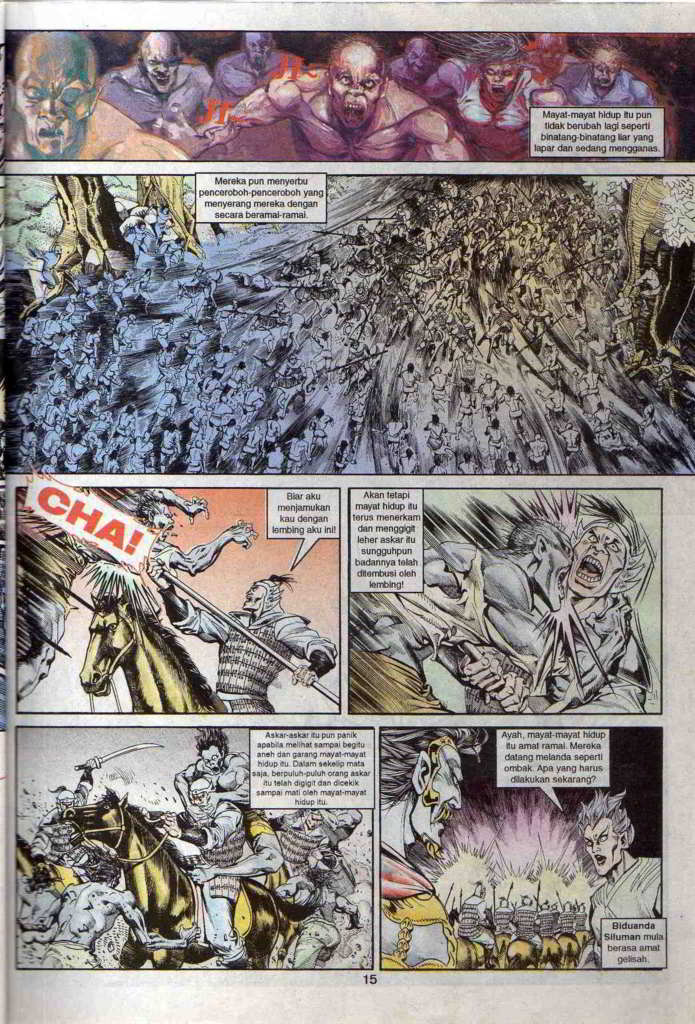 Mayat-mayat hidup itu pun
tidak berubah lagi seperti
binatang-binatang liar yang
lapar dan sedang mengganas.
Mereka pun menyerbu
penceroboh-penceroboh yang
menyerang mereka dengan
secara beramai-ramai.
CHA!
Biar aku
menjamukan
kau dengan
lembing aku ini!
Akan tetapi
mayat hidup itu
terus menerkam
dan menggigit
leher askar itu
sungguhpun
badannya telah
ditembusi oleh
lembing!
Askar-askar itu pun panik
apabila melihat sampai begitu
aneh dan garang mayat-mayat
hidup itu. Dalam sekelip mata
saja, berpuluh-puluh orang askar
itu telah digigit dan dicekik
sampai mati oleh mayat-mayat
hidup itu.
Ayah, mayat-mayat hidup
itu amat ramai. Mereka
datang melanda seperti
ombak. Apa yang harus
dilakukan sekarang?
Biduanda
Siluman mula
berasa amat
gelisah.
15